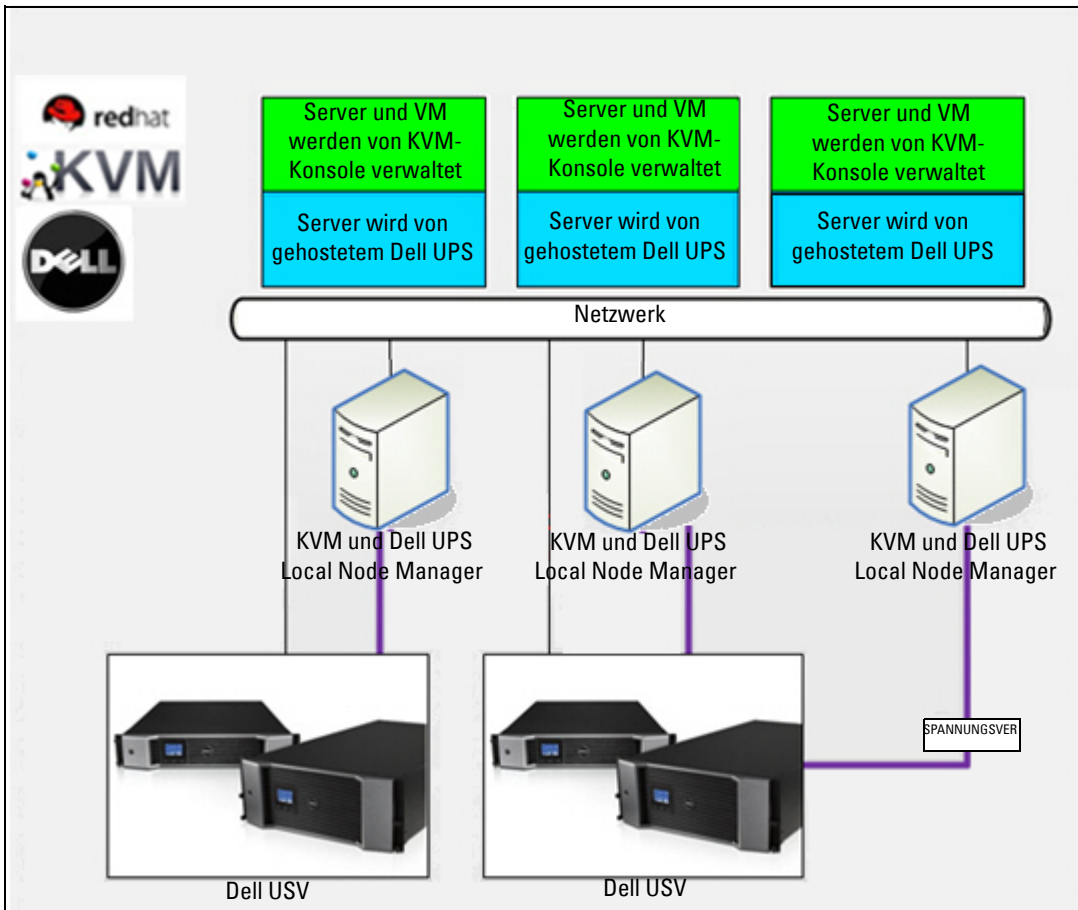 redhat
KVM
DELL
Server und VM
werden von KVM-
Konsole verwaltet
Server wird von
gehostetem Dell UPS
Server und VM
werden von KVM-
Konsole verwaltet
Server wird von
gehostetem Dell UPS
Server und VM
werden von KVM-
Konsole verwaltet
Server wird von
gehostetem Dell UPS
Netzwerk
KVM und Dell UPS
Local Node Manager
KVM und Dell UPS
Local Node Manager
KVM und Dell UPS
Local Node Manager
SPANNUNGSVER
Dell USV
Dell USV